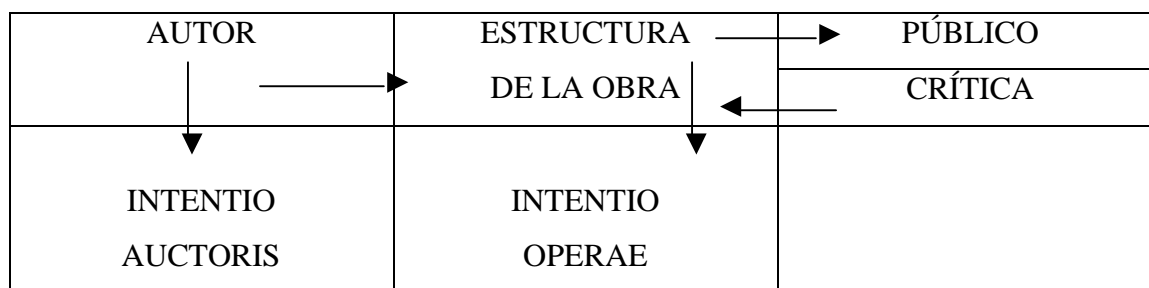 AUTOR
ESTRUCTURA
DE LA OBRA
PÚBLICO
CRÍTICA
INTENTIO
AUCTORIS
INTENTIO
OPERAE